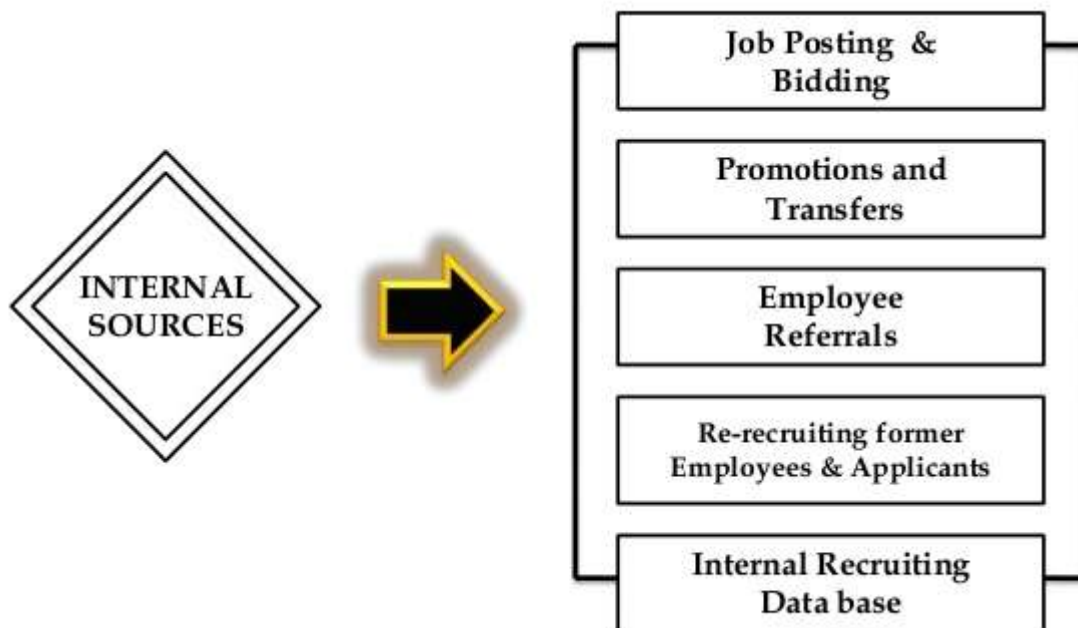 INTERNAL
SOURCES
Job Posting &
Bidding
Promotions and
Transfers
Employee
Referrals
Re-recruiting former
Employees & Applicants
Internal Recruiting
Data base